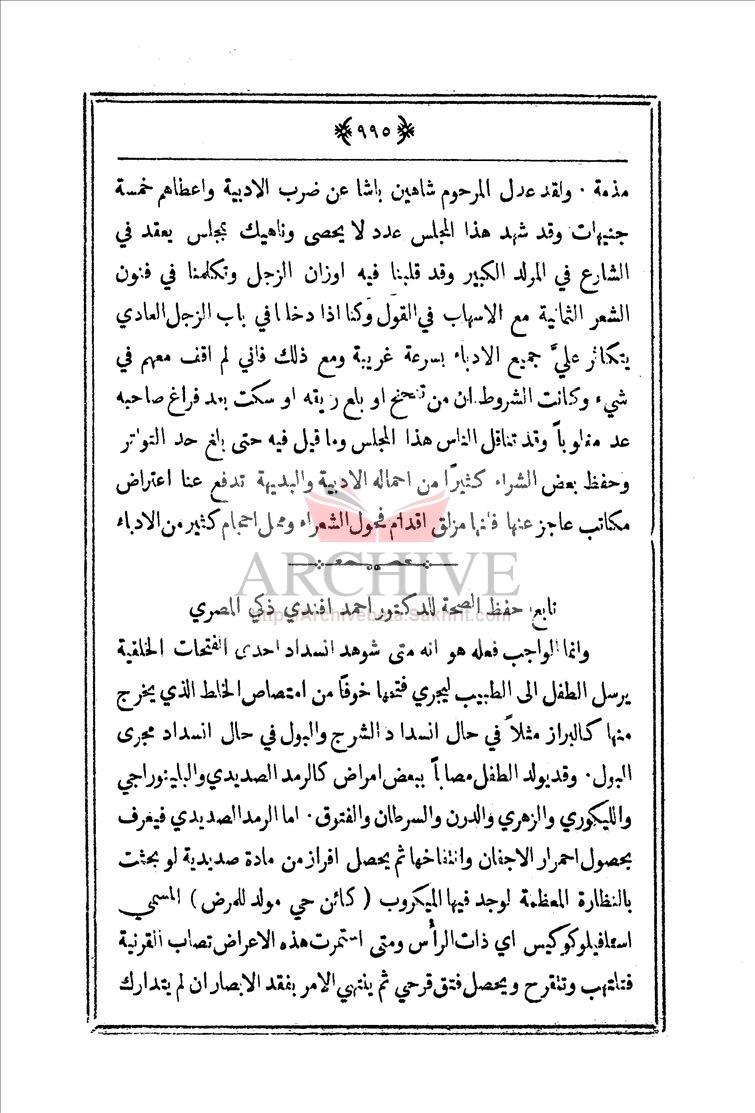 ﴿٩٩٥﴾
مذمة · ولقد عدل المرحوم شاهين باشا عن ضرب الادبية واعطاهم خمسة
جنيهات وقد شهد هذا المجلس عدد لا يحصى وناهيك بمجلس يعقد في
الشارع في المولد الكبير وقد قلبنا فيه اوزان الزجل وتكلمنا في فنون
الشعر الثمانية مع الاسهاب في القول وكنا اذا دخلنا في باب الزجل العادي
يتكاثر عليَّ جميع الادباء بسرعة غريبة ومع ذلك فاني لم اقف معهم في
شيء وكانت الشروط ان من تنحنح او بلع ريقه او سكت بعد فراغ صاحبه
عد مغلوباً وقد تناقل الناس هذا المجلس وما قيل فيه حتى بلغ حد التواتر
وحفظ بعض الشراء كثيرًا من احماله الادبية والبديهة تدفع عنا اعتراض
مكاتب عاجز عنها فانها مزلق اقدام فحول الشعراء ومحل احجام كثير من الادباء
ARCHIVE
http://Archivebeta.Sakhrit.com
تابع حفظ الصحة للدكتور احمد افندي ذكي المصري
وانما الواجب فعله هو انه متى شوهد انسداد احدى الفتحات الخلقية
يرسل الطفل الى الطبيب ليجري فتحها خوفًا من امتصاص الخلط الذي يخرج
منها كالبراز مثلاً في حال انسداد الشرج والبول في حال انسداد مجرى
البول · وقد يولد الطفل مصاباً ببعض امراض كالرمد الصديدي والبلينوراجي
والليكوري والزهري والدرن والسرطان والفتوق · اما الرمد الصديدي فيعرف
بحصول احمرار الاجفان وانتفاخها ثم يحصل افراز من مادة صديدية لو بحثت
بالنظارة المعظمة لوجد فيها الميكروب ( كائن حي مولد للمرض ) المسمى
استافيلوكوكيس اي ذات الرأس ومتى استمرت هذه الاعراض تصاب القرنية
فتلتهب وتتقرح ويحصل فتق قزحي ثم ينتهي الامر بفقد الابصار ان لم يتدارك